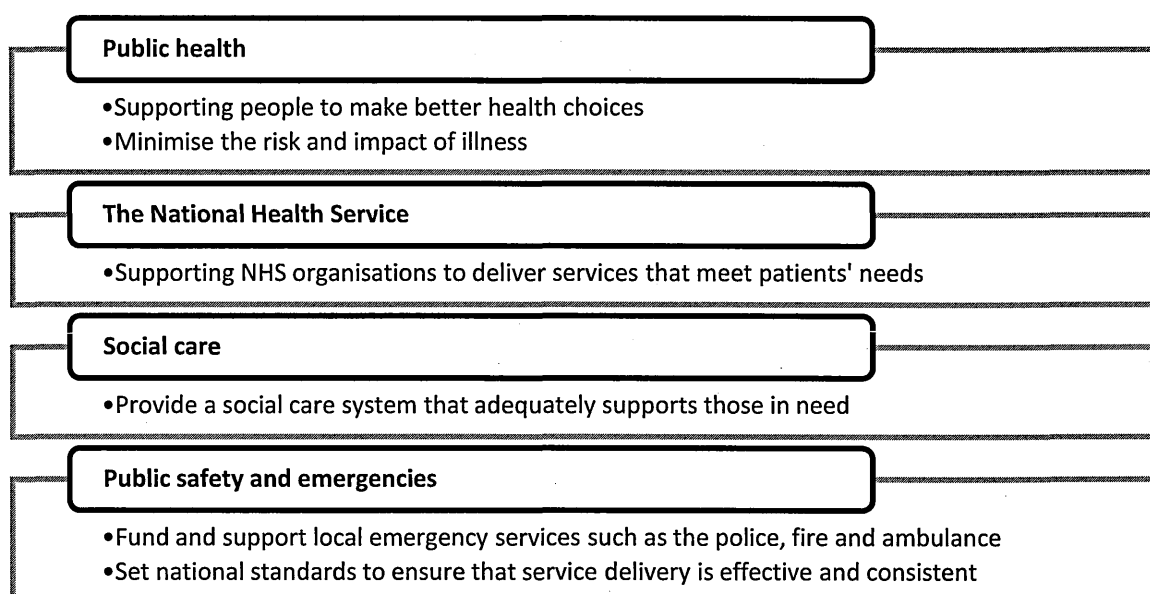 Public health
•Supporting people to make better health choices
•Minimise the risk and impact of illness
The National Health Service
•Supporting NHS organisations to deliver services that meet patients' needs
Social care
•Provide a social care system that adequately supports those in need
Public safety and emergencies
•Fund and support local emergency services such as the police, fire and ambulance
•Set national standards to ensure that service delivery is effective and consistent